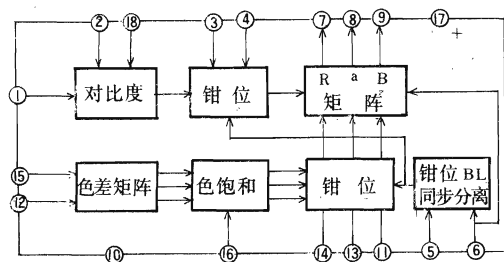 ② ⑱ ③ ④ ⑦ ⑧ ⑨ ⑰
+
①
对比度
钳位
R a B
矩阵
⑮
⑫
色差矩阵
色饱和
钳位
钳位 BL
同步分离
⑩ ⑯ ⑭ ⑬ ⑪ ⑤ ⑥